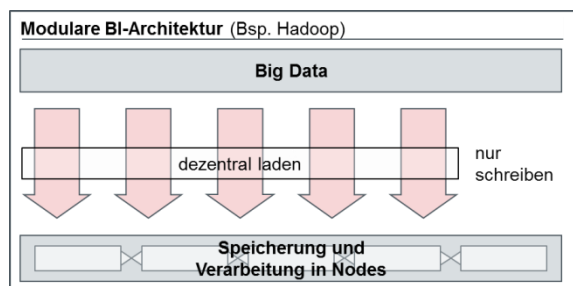 Modulare BI-Architektur (Bsp. Hadoop)
Big Data
dezentral laden
nur
schreiben
Speicherung und
Verarbeitung in Nodes